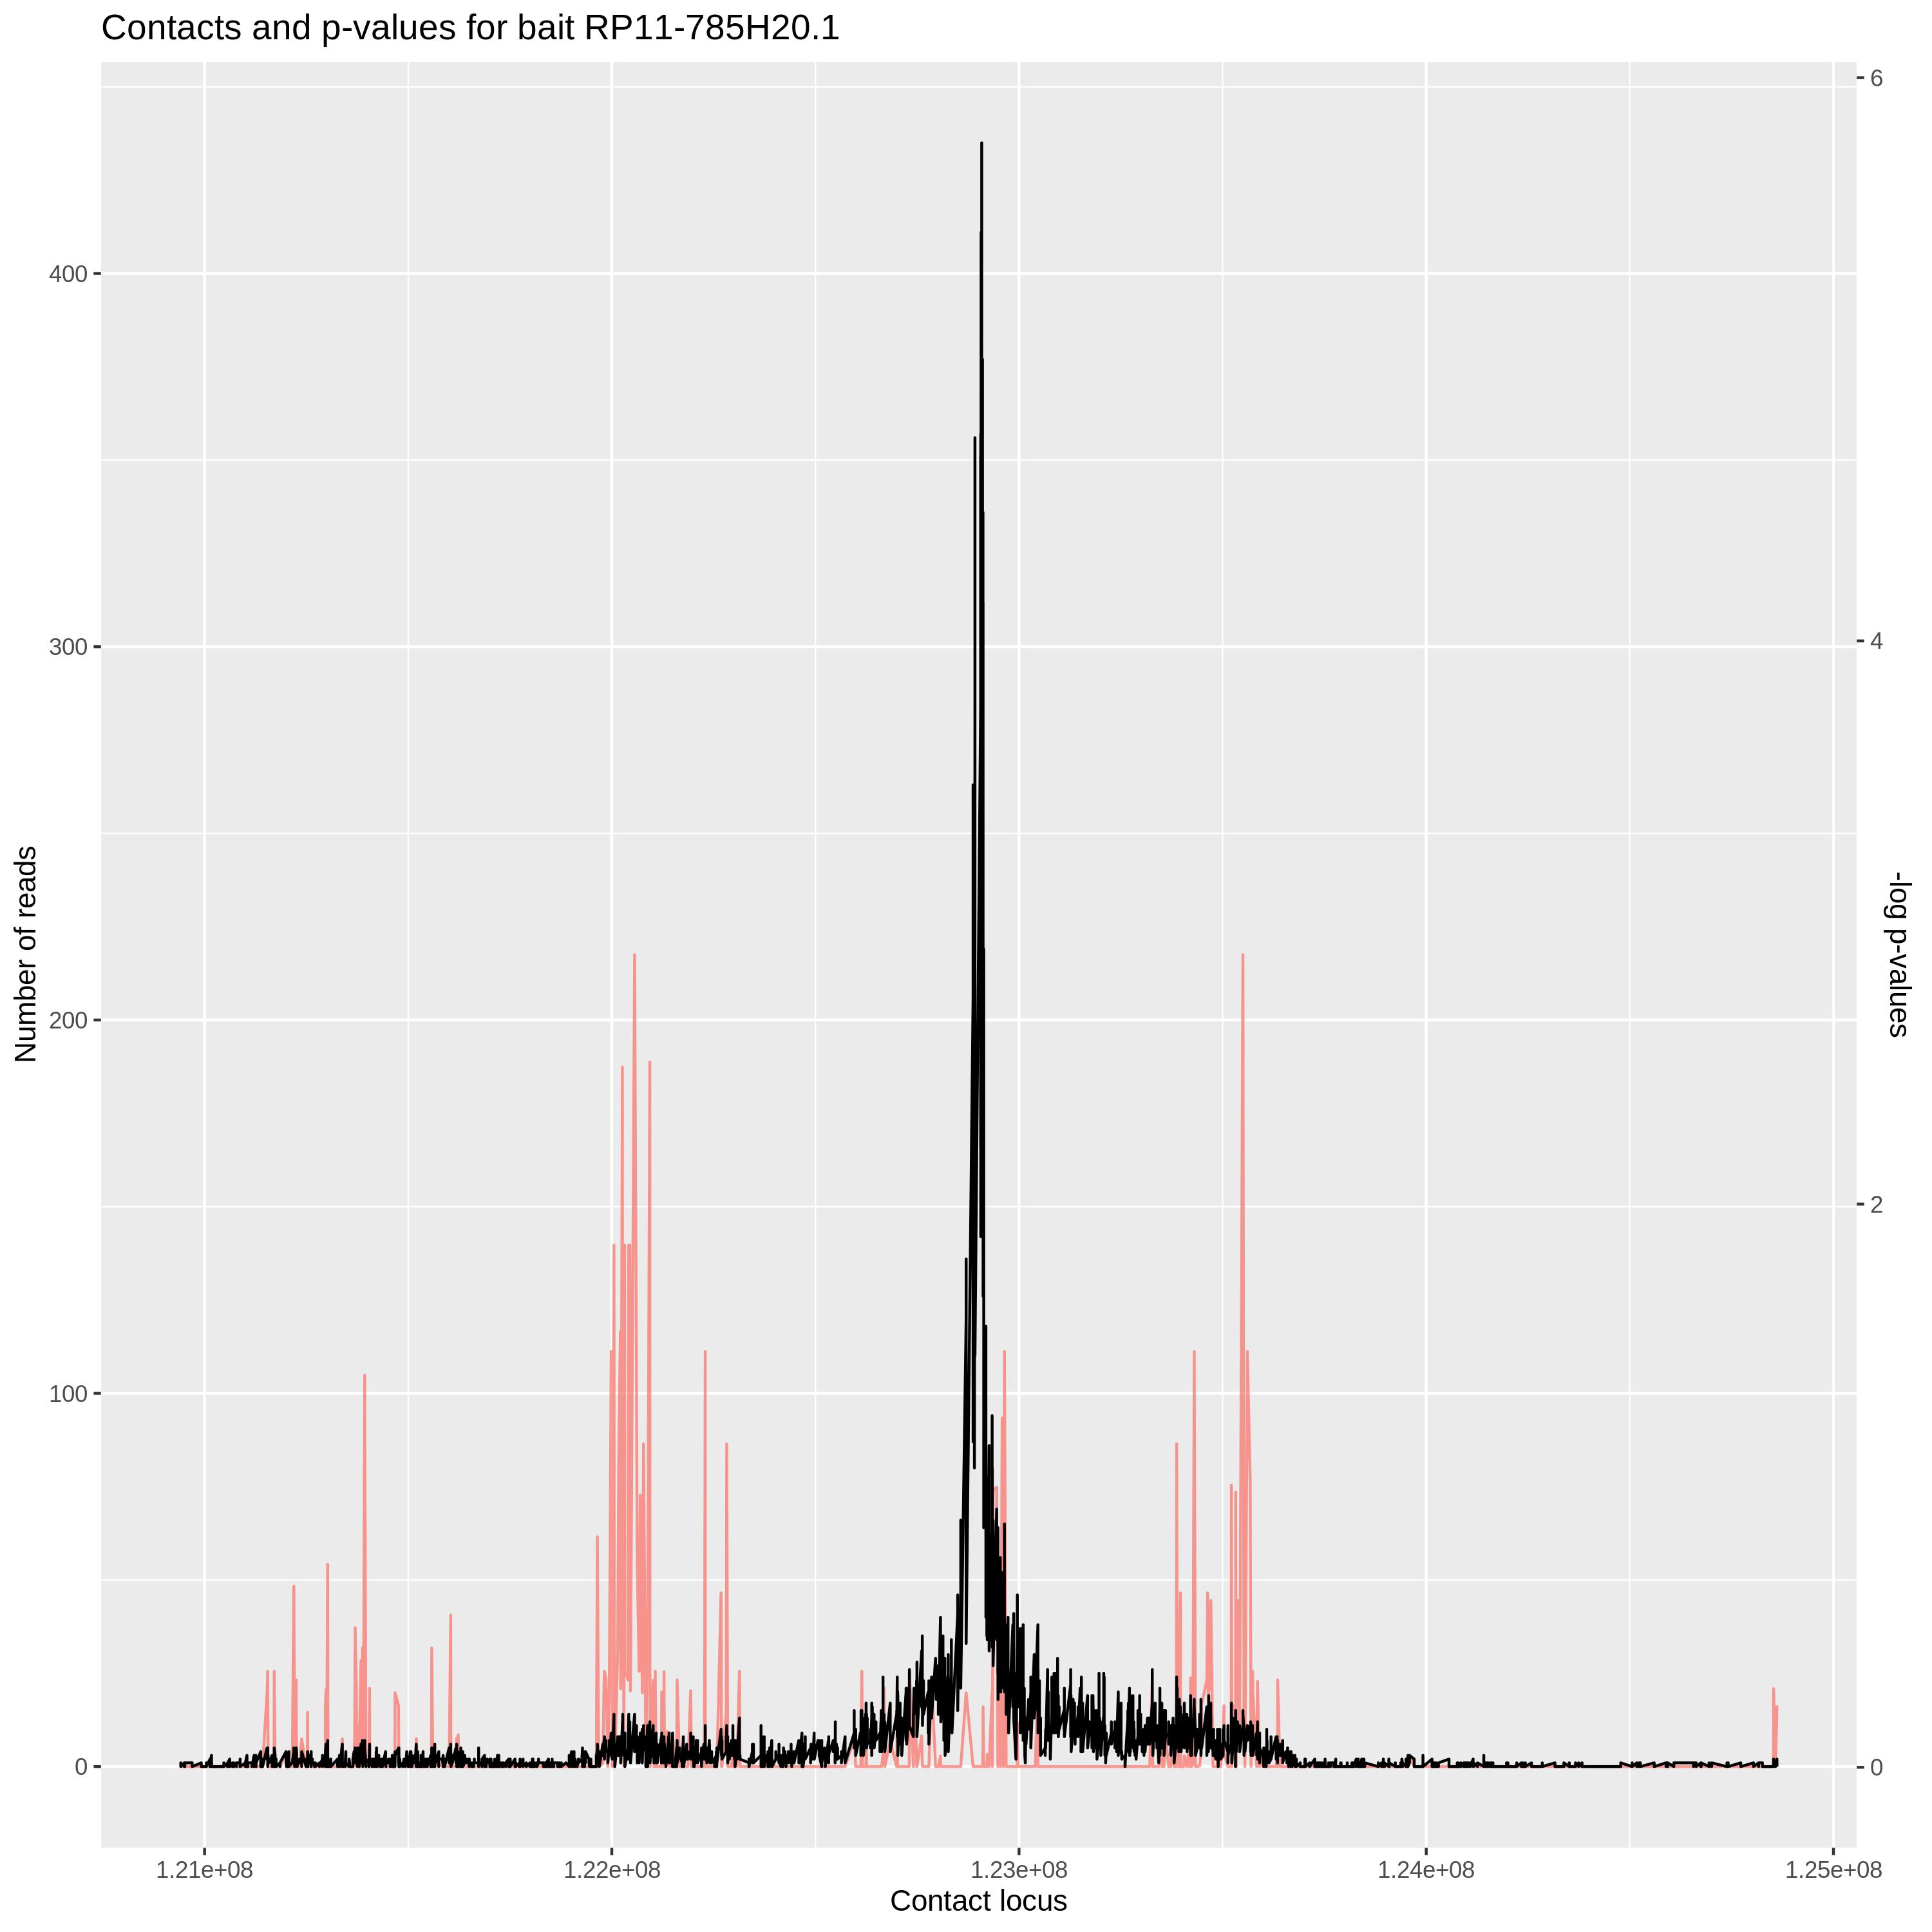 Contacts and p-values for bait RP11-785H20.1
6
400
300
4
Number of reads
-log p-values
200
2
100
0
0
1.21e+08
1.22e+08
1.23e+08
1.24e+08
1.25e+08
Contact locus